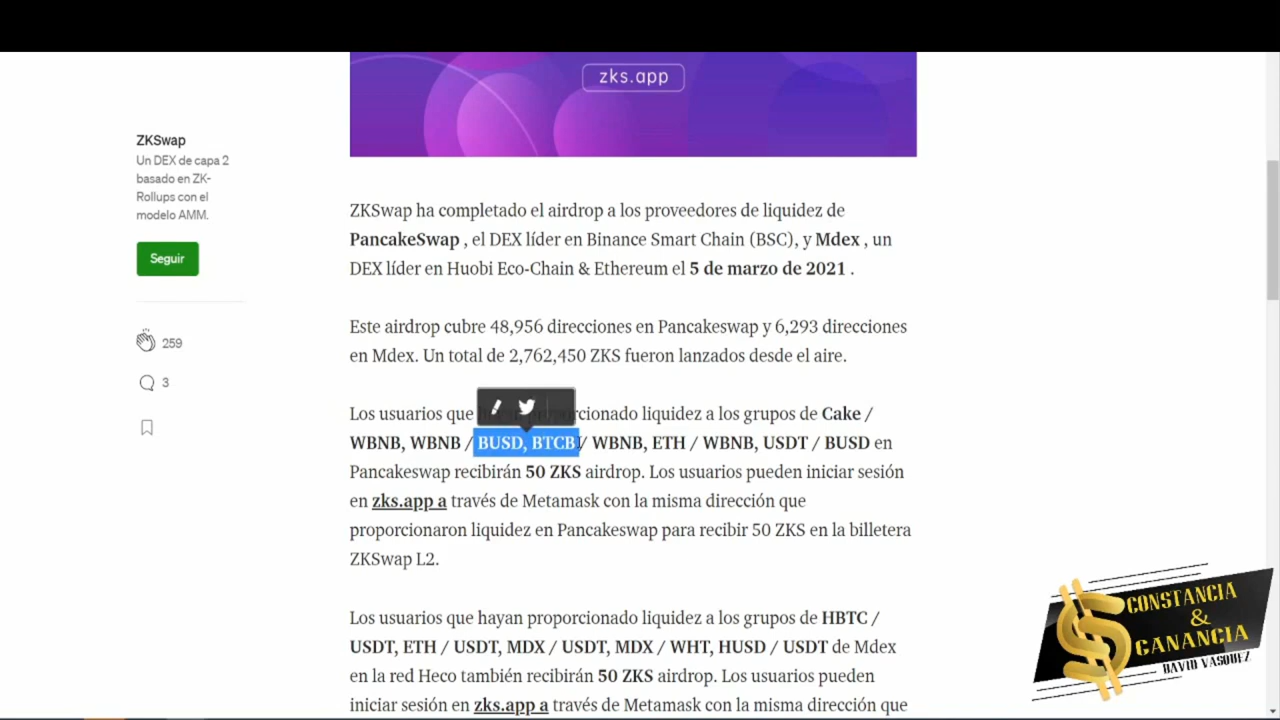 zks.app
ZKSwap
Un DEX de capa 2
basado en ZK-
Rollups con el
modelo AMM.
Seguir
259
3
ZKSwap ha completado el airdrop a los proveedores de liquidez de
PancakeSwap , el DEX líder en Binance Smart Chain (BSC), y Mdex , un
DEX líder en Huobi Eco-Chain & Ethereum el 5 de marzo de 2021 .
Este airdrop cubre 48,956 direcciones en Pancakeswap y 6,293 direcciones
en Mdex. Un total de 2,762,450 ZKS fueron lanzados desde el aire.
Los usuarios que hayan proporcionado liquidez a los grupos de Cake /
WBNB, WBNB / BUSD, BTCB / WBNB, ETH / WBNB, USDT / BUSD en
Pancakeswap recibirán 50 ZKS airdrop. Los usuarios pueden iniciar sesión
en zks.app a través de Metamask con la misma dirección que
proporcionaron liquidez en Pancakeswap para recibir 50 ZKS en la billetera
ZKSwap L2.
Los usuarios que hayan proporcionado liquidez a los grupos de HBTC /
USDT, ETH / USDT, MDX / USDT, MDX / WHT, HUSD / USDT de Mdex
en la red Heco también recibirán 50 ZKS airdrop. Los usuarios pueden
iniciar sesión en zks.app a través de Metamask con la misma dirección que
CONSTANCIA
&
GANANCIA
DAVID VASQUEZ